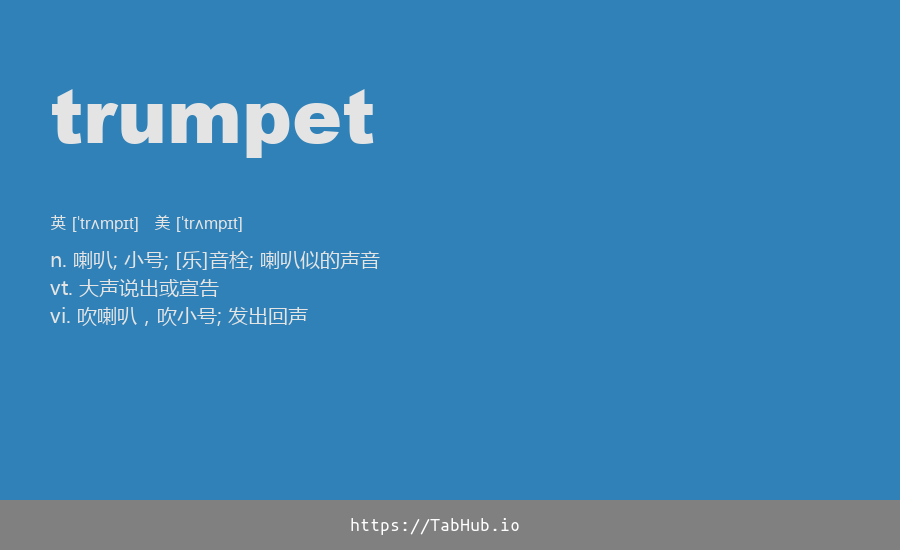 trumpet
英 [ˈtrʌmpɪt] 美 [ˈtrʌmpɪt]
n. 喇叭; 小号; [乐]音栓; 喇叭似的声音
vt. 大声说出或宣告
vi. 吹喇叭，吹小号; 发出回声
https://TabHub.io